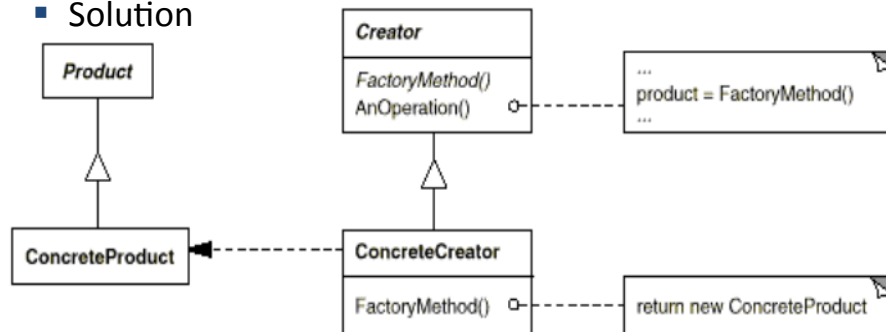 ▪ Solution
Creator
Product
FactoryMethod()
AnOperation()
...
product = FactoryMethod()
...
ConcreteProduct
ConcreteCreator
FactoryMethod()
return new ConcreteProduct